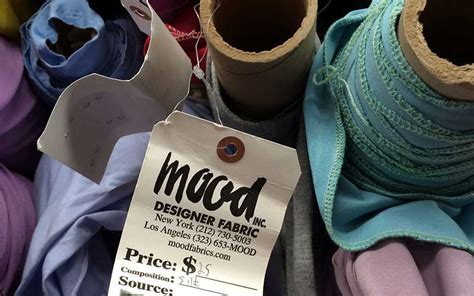 mood INC.
DESIGNER FABRIC
New York (212) 730-5003
Los Angeles (323) 653-MOOD
moodfabrics.com
Price: $
Composition:
Source: